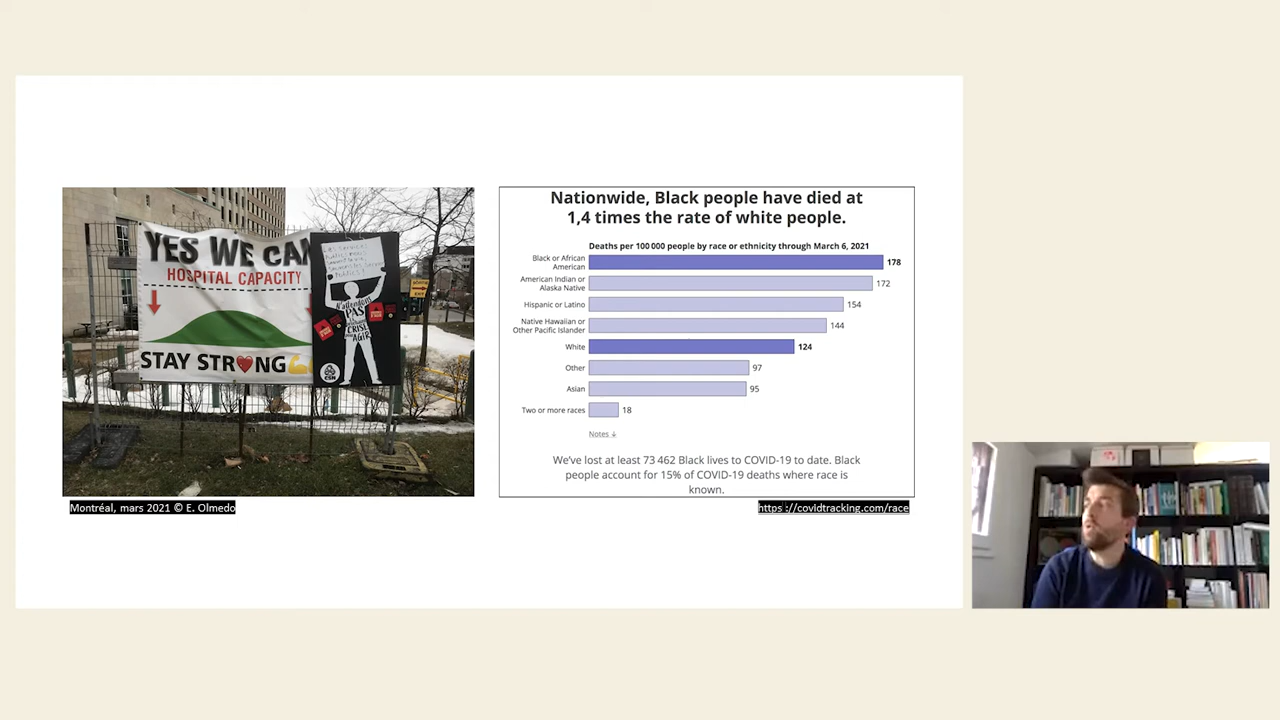 YES WE CAN
HOSPITAL CAPACITY
STAY STRONG
N'attendons
PAS
CRISE
AGIR
CSN
Montréal, mars 2021 © E. Olmedo
Nationwide, Black people have died at
1,4 times the rate of white people.
Deaths per 100 000 people by race or ethnicity through March 6, 2021
Black or African
American
178
American Indian or
Alaska Native
172
Hispanic or Latino
154
Native Hawaiian or
Other Pacific Islander
144
White
124
Other
97
Asian
95
Two or more races
18
Notes ↓
We've lost at least 73 462 Black lives to COVID-19 to date. Black
people account for 15% of COVID-19 deaths where race is
known.
https ://covidtracking.com/race